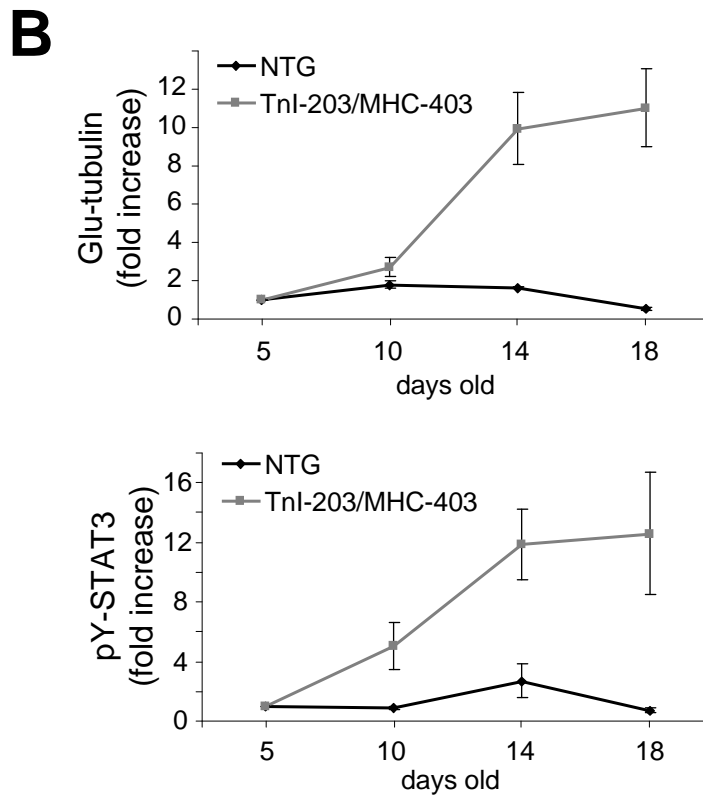 B
NTG
TnI-203/MHC-403
Glu-tubulin
(fold increase)
12
10
8
6
4
2
0
5 10 14 18
days old
NTG
TnI-203/MHC-403
pY-STAT3
(fold increase)
16
12
8
4
0
5 10 14 18
days old